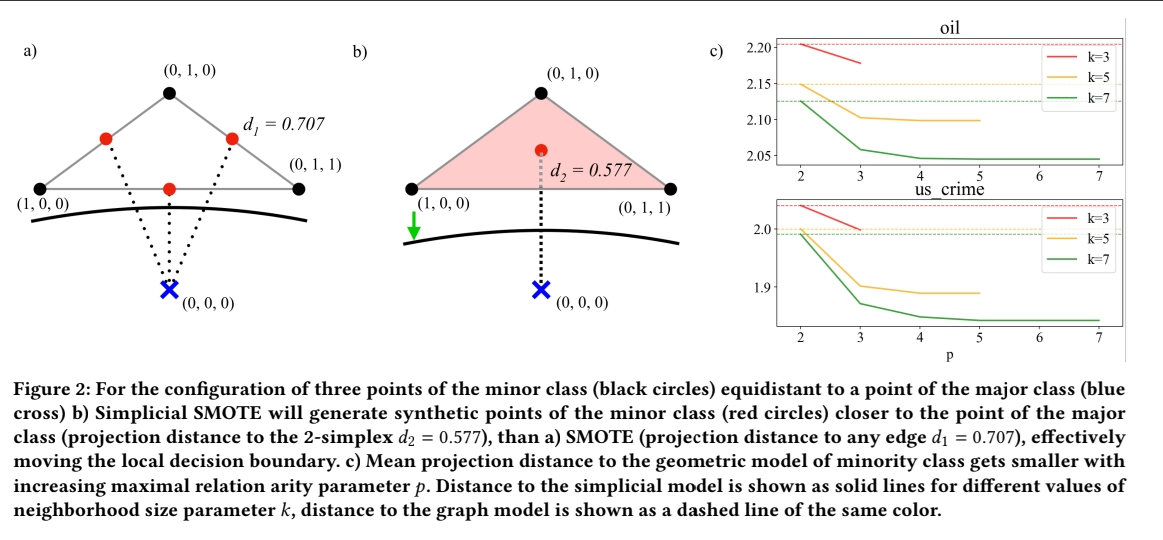 a)
(0, 1, 0)
d1 = 0.707
(0, 1, 1)
(1, 0, 0)
(0, 0, 0)
b)
(0, 1, 0)
d2 = 0.577
(1, 0, 0)
(0, 1, 1)
(0, 0, 0)
c)
oil
2.20
2.15
2.10
2.05
k=3
k=5
k=7
2 3 4 5 6 7
us_crime
2.0
1.9
k=3
k=5
k=7
2 3 4 5 6 7
p
Figure 2: For the configuration of three points of the minor class (black circles) equidistant to a point of the major class (blue
cross) b) Simplicial SMOTE will generate synthetic points of the minor class (red circles) closer to the point of the major
class (projection distance to the 2-simplex d2 = 0.577), than a) SMOTE (projection distance to any edge d1 = 0.707), effectively
moving the local decision boundary. c) Mean projection distance to the geometric model of minority class gets smaller with
increasing maximal relation arity parameter p. Distance to the simplicial model is shown as solid lines for different values of
neighborhood size parameter k, distance to the graph model is shown as a dashed line of the same color.